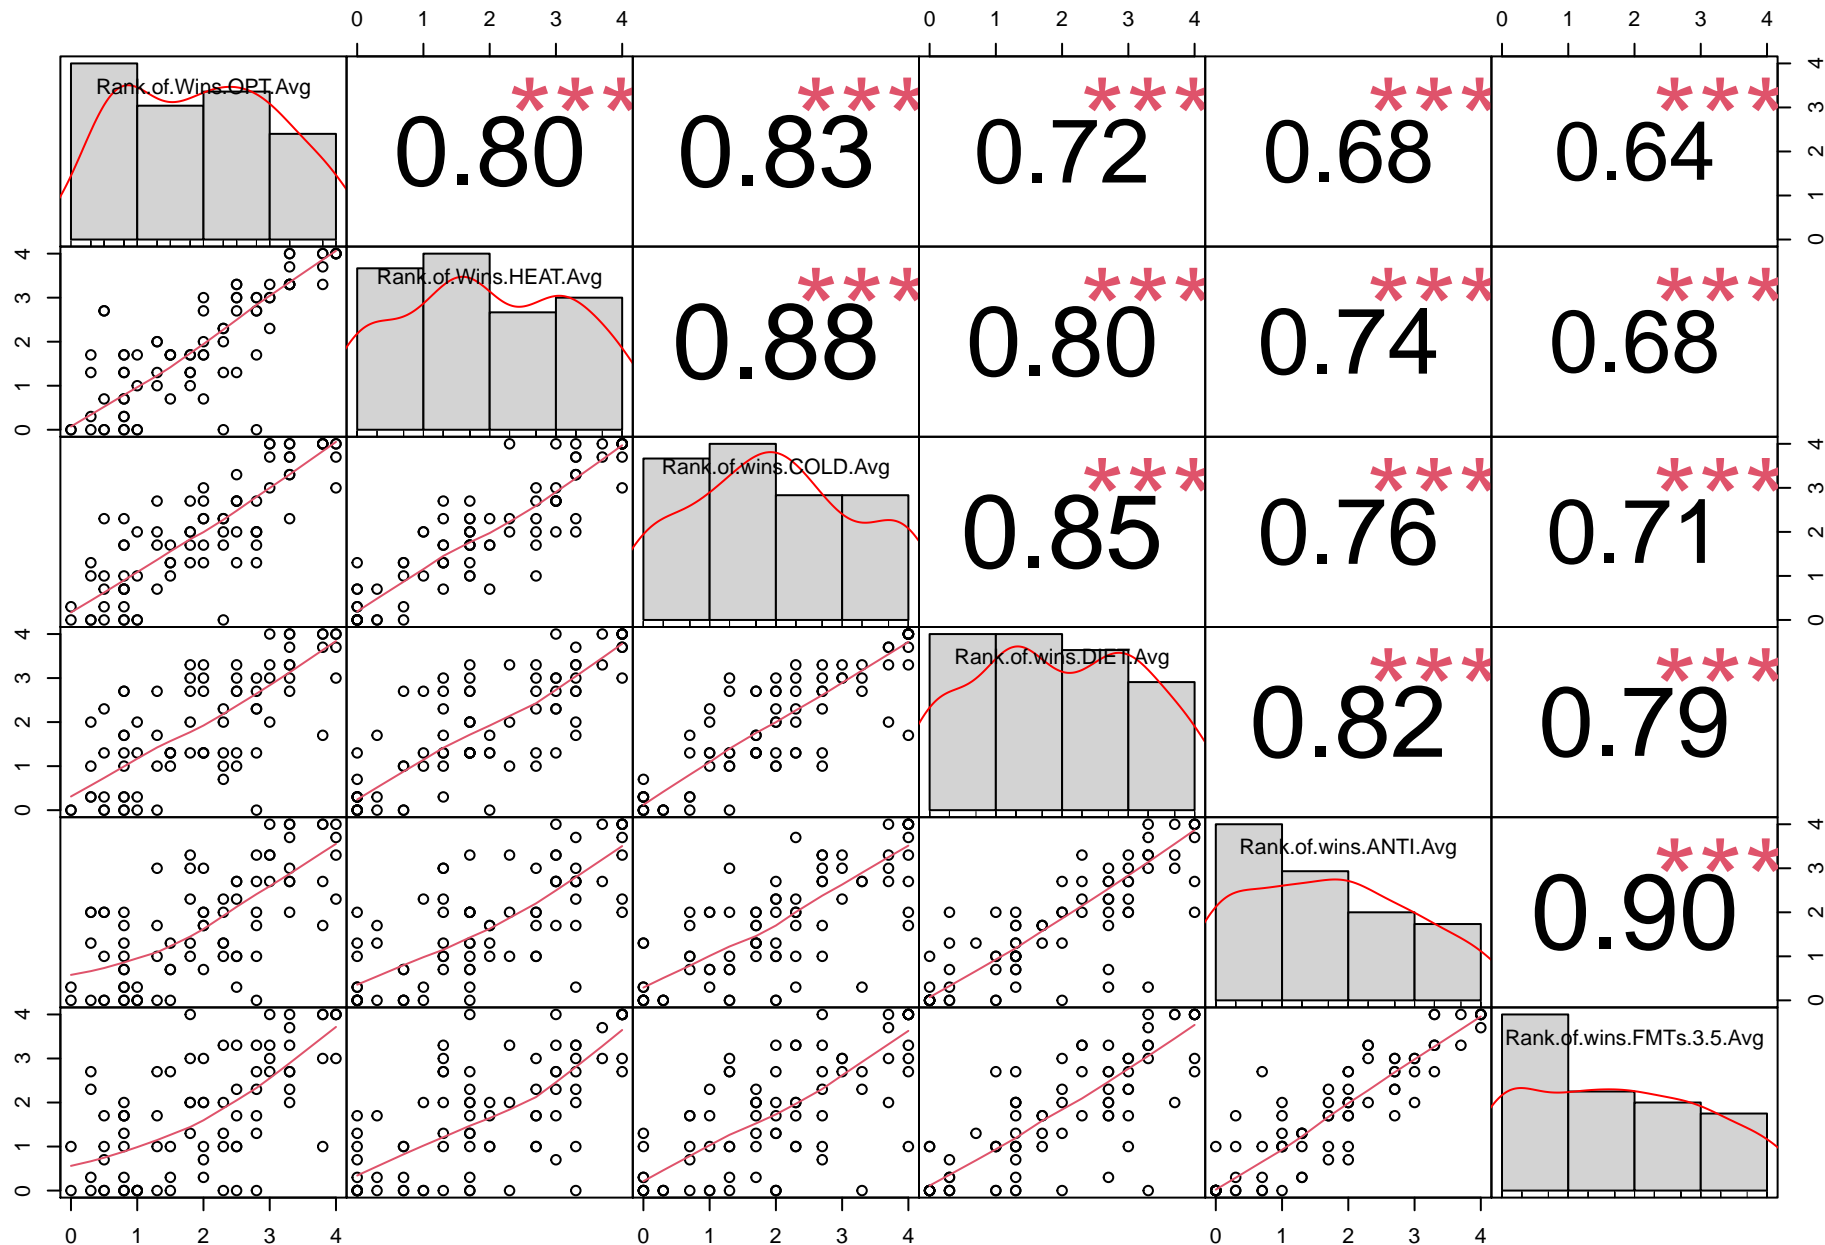 0 1 2 3 4 0 1 2 3 4 0 1 2 3 4
Rank.of.Wins.OPT.Avg
0.80 ***
0.83 ***
0.72 ***
0.68 ***
0.64 ***
0 1 2 3 4
0 1 2 3 4
Rank.of.Wins.HEAT.Avg
0.88 ***
0.80 ***
0.74 ***
0.68 ***
Rank.of.wins.COLD.Avg
0.85 ***
0.76 ***
0.71 ***
0 1 2 3 4
0 1 2 3 4
Rank.of.wins.DIET.Avg
0.82 ***
0.79 ***
Rank.of.wins.ANTI.Avg
0.90 ***
0 1 2 3 4
0 1 2 3 4
Rank.of.wins.FMTs.3.5.Avg
0 1 2 3 4 0 1 2 3 4 0 1 2 3 4